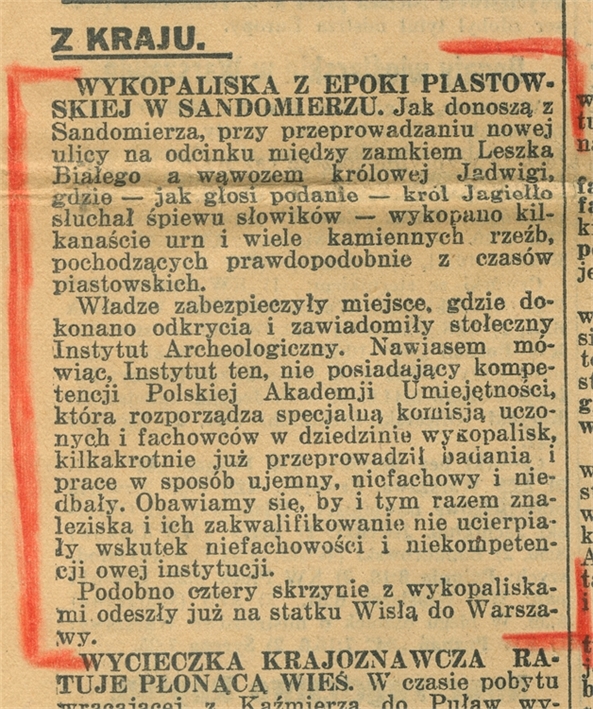 Z KRAJU.
WYKOPALISKA Z EPOKI PIASTOW-
SKIEJ W SANDOMIERZU. Jak donoszą z
Sandomierza, przy przeprowadzaniu nowej
ulicy na odcinku między zamkiem Leszka
Białego a wąwozem królowej Jadwigi,
gdzie — jak głosi podanie — król Jagiełło
słuchał śpiewu słowików — wykopano kil-
kanaście urn i wiele kamiennych rzeźb,
pochodzących prawdopodobnie z czasów
piastowskich.
Władze zabezpieczyły miejsce, gdzie do-
konano odkrycia i zawiadomiły stołeczny
Instytut Archeologiczny. Nawiasem mó-
wiąc, Instytut ten, nie posiadający kompe-
tencji Polskiej Akademji Umiejętności,
która rozporządza specjalną komisją uczo-
nych i fachowców w dziedzinie wykopalisk,
kilkakrotnie już przeprowadził badania i
prace w sposób ujemny, niefachowy i nie-
dbały. Obawiamy się, by i tym razem zna-
leziska i ich zakwalifikowanie nie ucierpia-
ły wskutek niefachowości i niekompeten-
cji owej instytucji.
Podobno cztery skrzynie z wykopaliska-
mi odeszły już na statku Wisłą do Warsza-
wy.
WYCIECZKA KRAJOZNAWCZA RA-
TUJE PŁONĄCĄ WIEŚ. W czasie pobytu
wracającej z Kaźmierza do Puław wy-